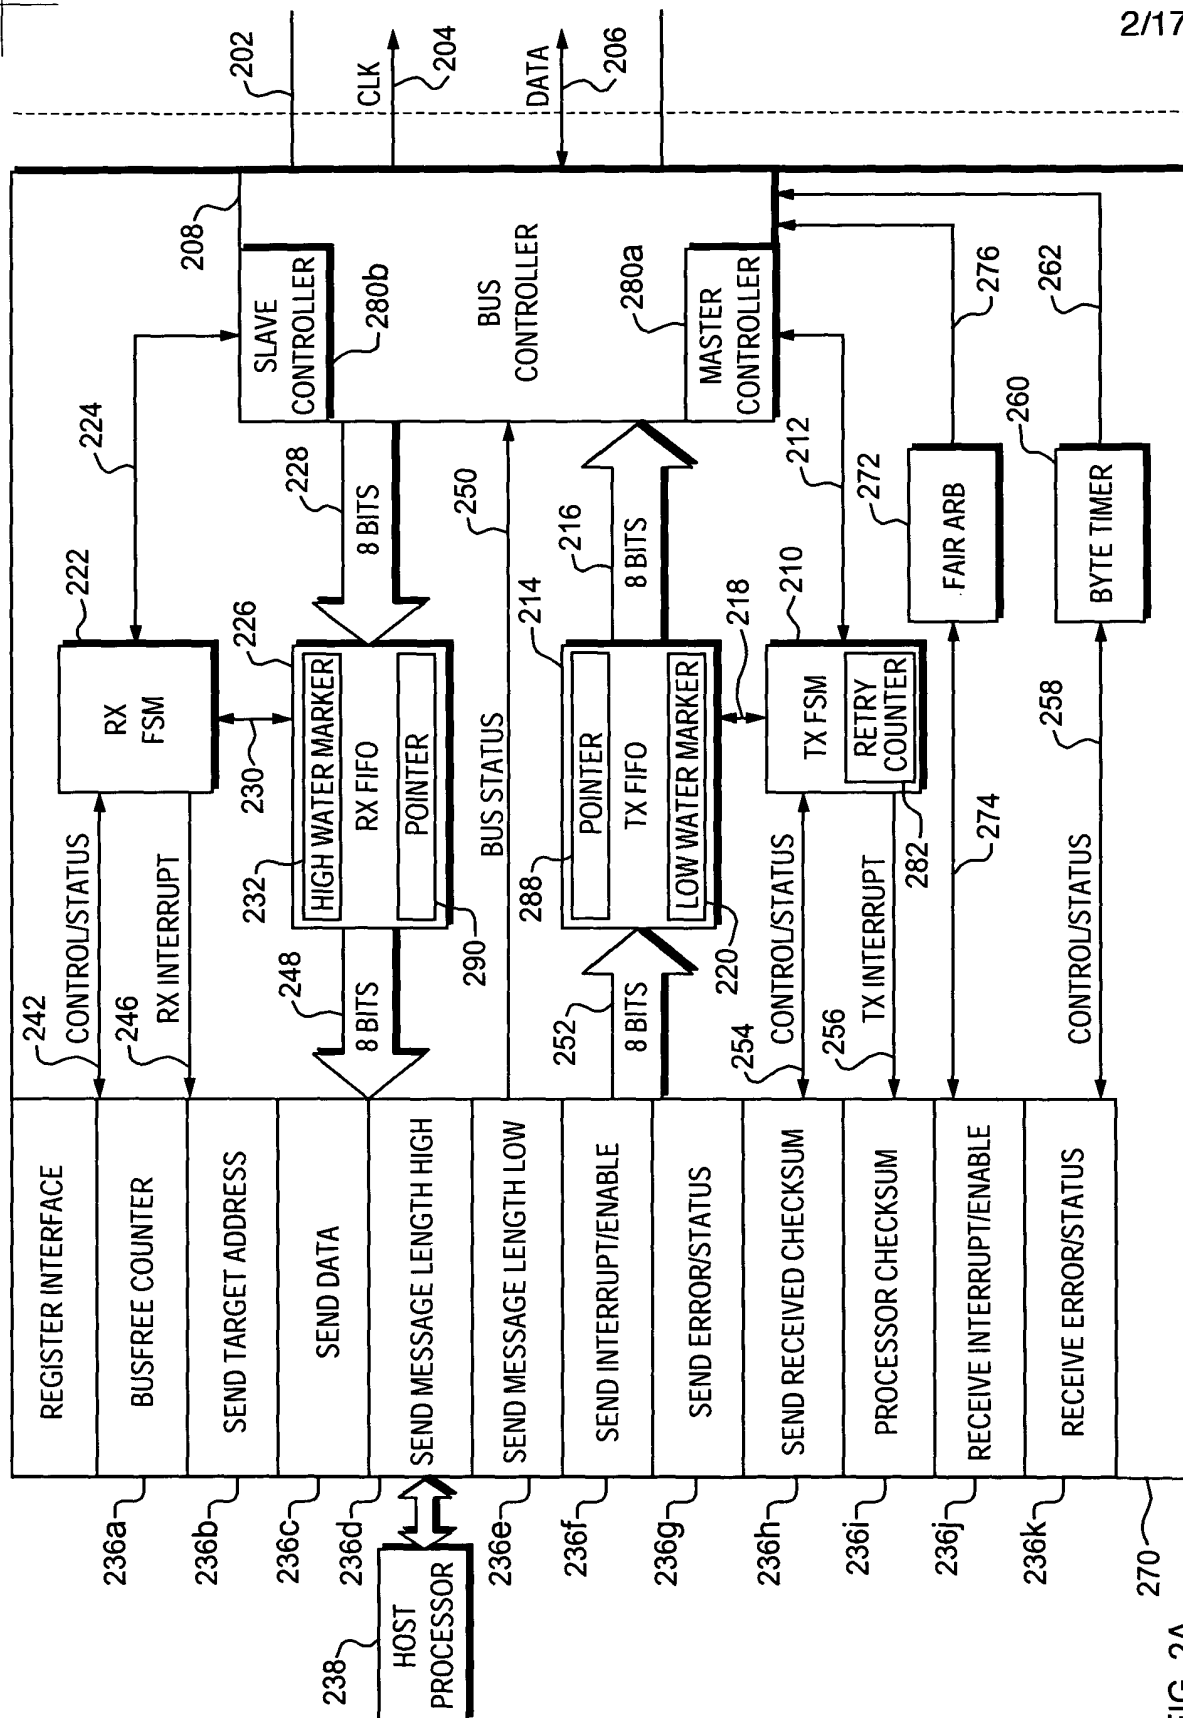 2/17
202
CLK
204
DATA
206
208
SLAVE
CONTROLLER
280b
BUS
CONTROLLER
280a
MASTER
CONTROLLER
276
262
224
228
8 BITS
250
216
8 BITS
212
272
FAIR ARB
260
BYTE TIMER
222
RX
FSM
230
226
HIGH WATER MARKER
RX FIFO
POINTER
232
290
BUS STATUS
214
POINTER
TX FIFO
LOW WATER MARKER
288
220
218
210
TX FSM
RETRY
COUNTER
282
274
258
242
CONTROL/STATUS
246
RX INTERRUPT
248
8 BITS
252
8 BITS
254
CONTROL/STATUS
256
TX INTERRUPT
CONTROL/STATUS
REGISTER INTERFACE
BUSFREE COUNTER
SEND TARGET ADDRESS
SEND DATA
SEND MESSAGE LENGTH HIGH
SEND MESSAGE LENGTH LOW
SEND INTERRUPT/ENABLE
SEND ERROR/STATUS
SEND RECEIVED CHECKSUM
PROCESSOR CHECKSUM
RECEIVE INTERRUPT/ENABLE
RECEIVE ERROR/STATUS
236a
236b
236c
236d
236e
236f
236g
236h
236i
236j
236k
270
238
HOST
PROCESSOR
FIG. 2A